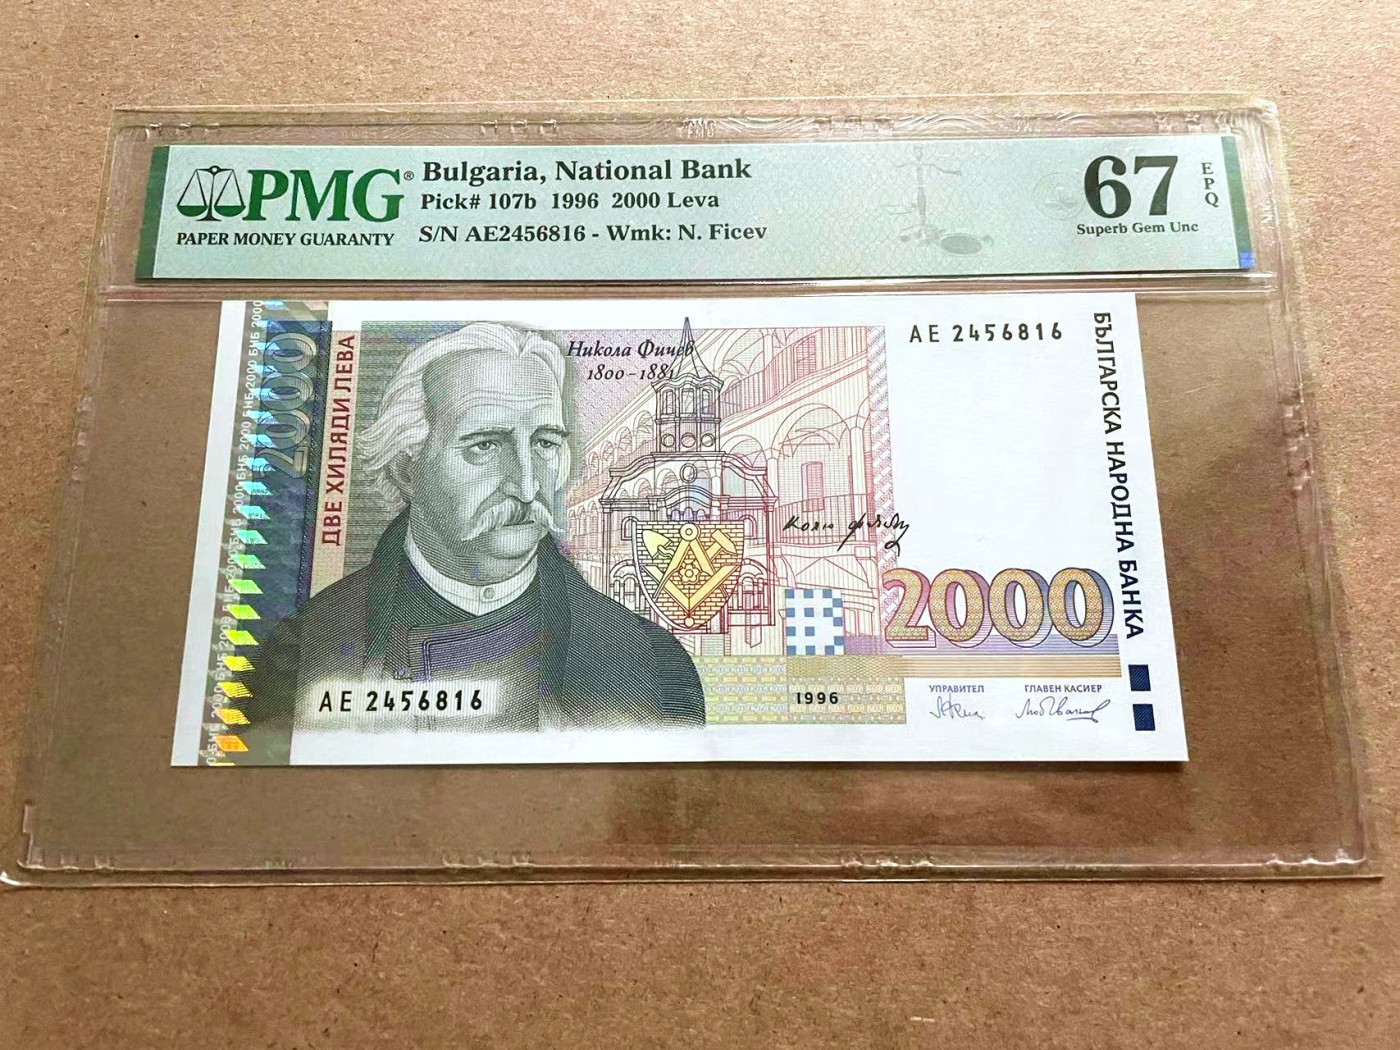 PMG®
PAPER MONEY GUARANTY
Bulgaria, National Bank
Pick# 107b 1996 2000 Leva
S/N AE2456816 - Wmk: N. Ficev
67
EPQ
Superb Gem Unc
2000
ДВЕ ХИЛЯДИ ЛЕВА
Никола Фичев
1800 - 1881
AE 2456816
БЪЛГАРСКА НАРОДНА БАНКА
2000
AE 2456816
1996
УПРАВИТЕЛ
ГЛАВЕН КАСИЕР